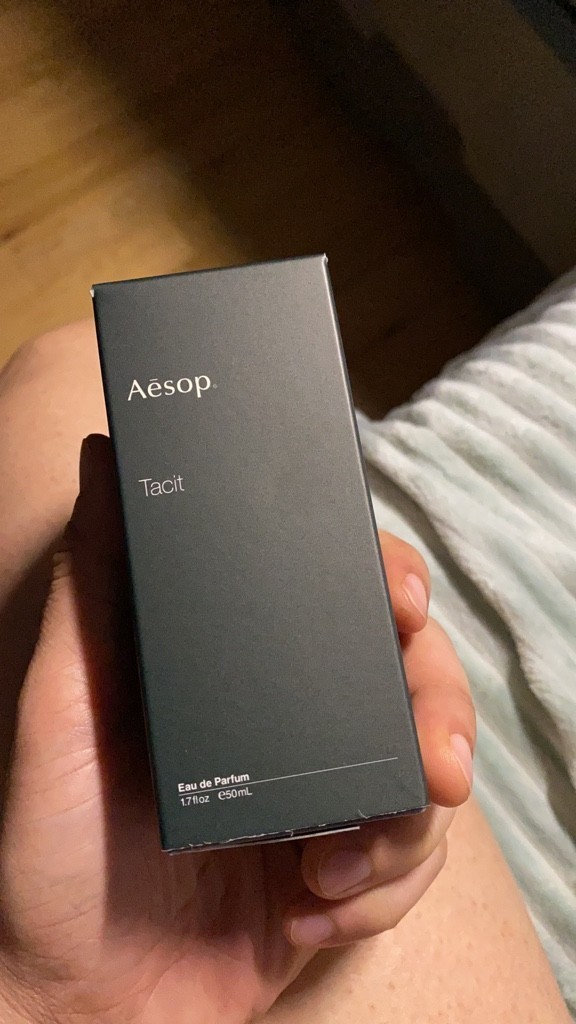 Aēsop®
Tacit
Eau de Parfum
1.7 fl oz ℮50mL